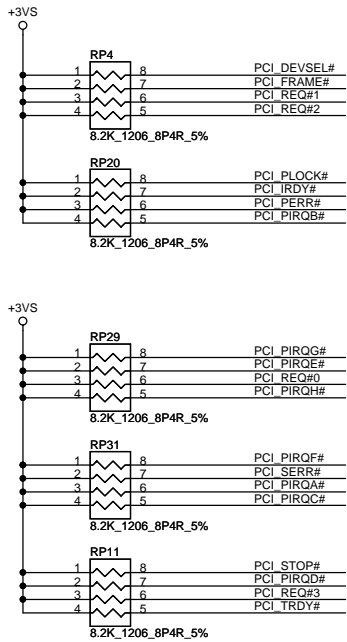 +3VS
RP4
1 8 PCI_DEVSEL#
2 7 PCI_FRAME#
3 6 PCI_REQ#1
4 5 PCI_REQ#2
8.2K_1206_8P4R_5%
RP20
1 8 PCI_PLOCK#
2 7 PCI_IRDY#
3 6 PCI_PERR#
4 5 PCI_PIRQB#
8.2K_1206_8P4R_5%
+3VS
RP29
1 8 PCI_PIRQG#
2 7 PCI_PIRQE#
3 6 PCI_REQ#0
4 5 PCI_PIRQH#
8.2K_1206_8P4R_5%
RP31
1 8 PCI_PIRQF#
2 7 PCI_SERR#
3 6 PCI_PIRQA#
4 5 PCI_PIRQC#
8.2K_1206_8P4R_5%
RP11
1 8 PCI_STOP#
2 7 PCI_PIRQD#
3 6 PCI_REQ#3
4 5 PCI_TRDY#
8.2K_1206_8P4R_5%